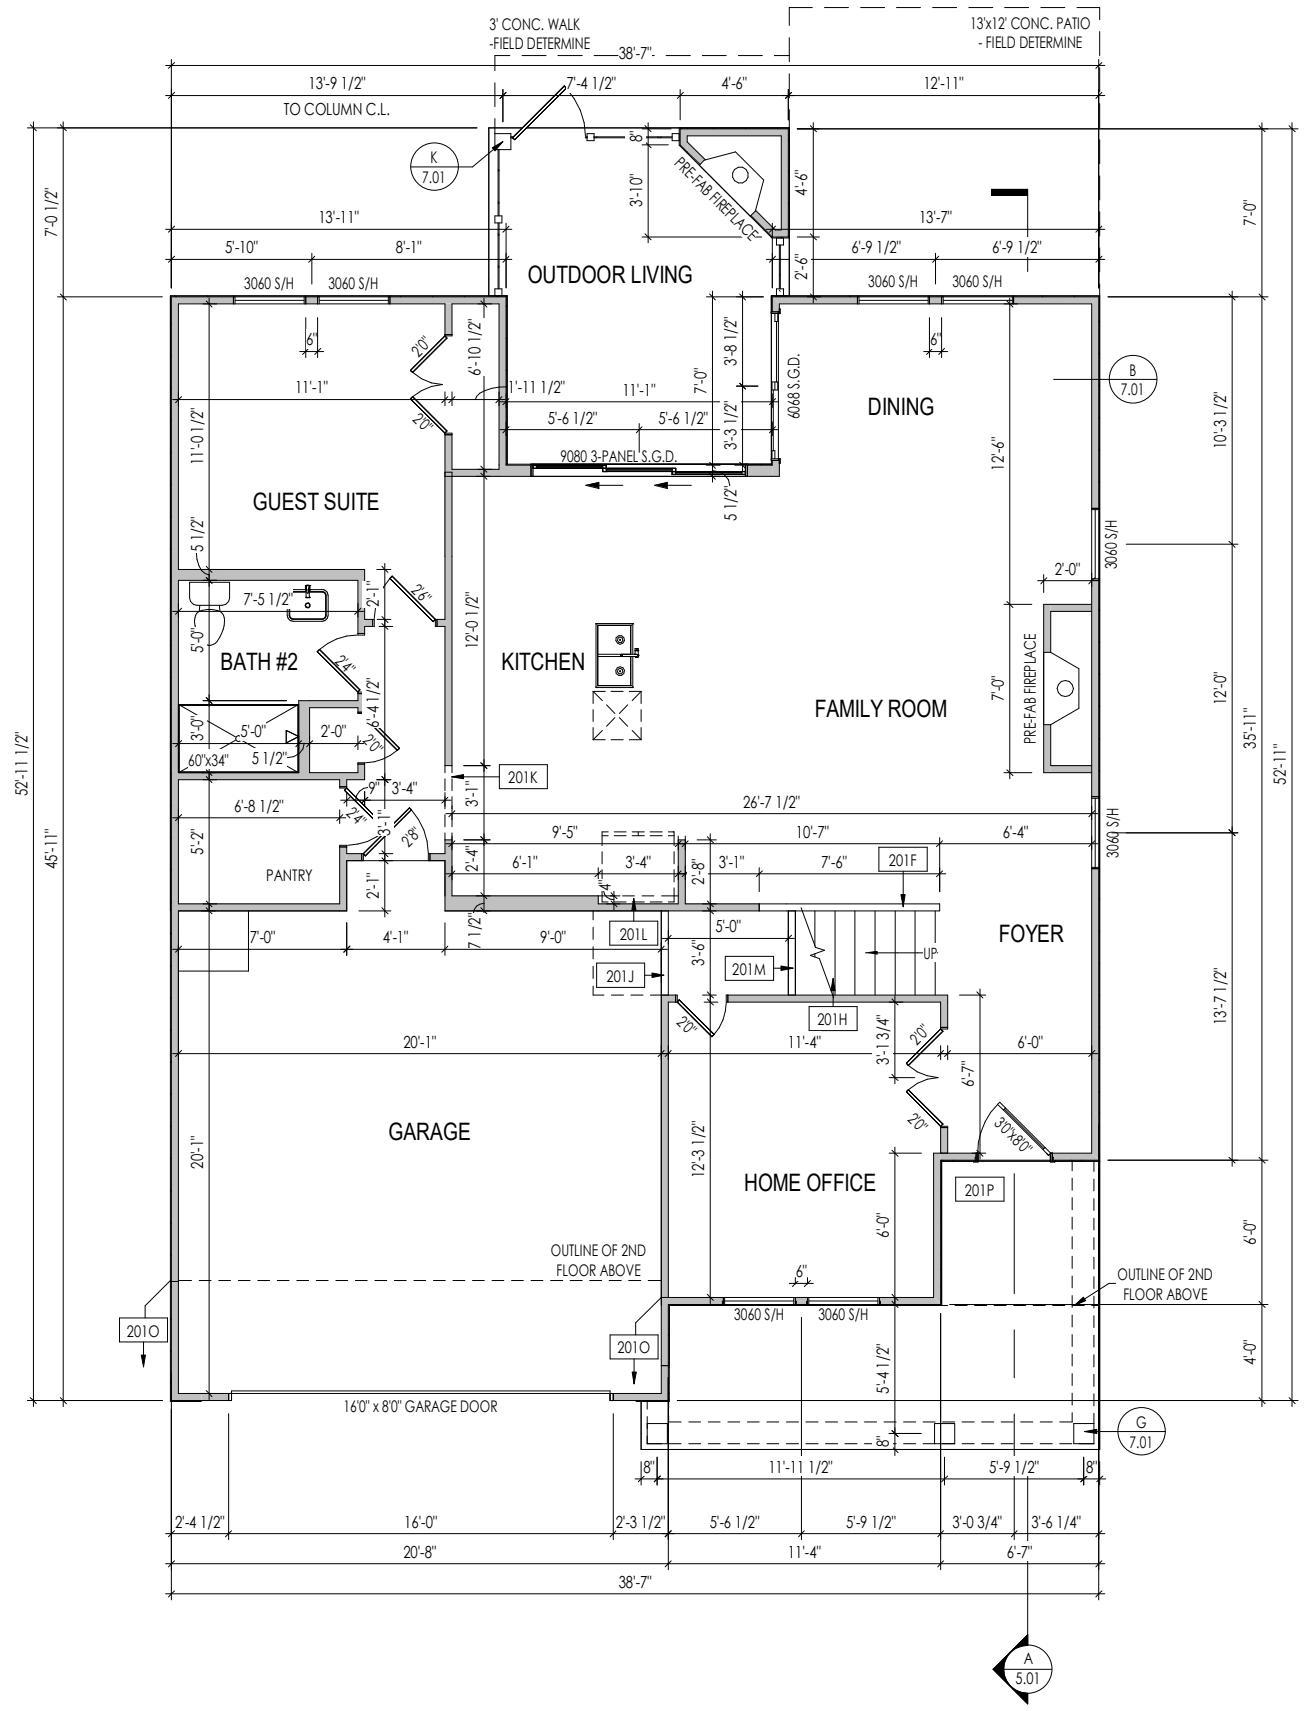 3' CONC. WALK
-FIELD DETERMINE
13'x12' CONC. PATIO
- FIELD DETERMINE
38'-7"
13'-9 1/2"
7'-4 1/2"
4'-6"
12'-11"
TO COLUMN C.L.
K
7.01
8"
3'-10"
PRE-FAB FIREPLACE
4'-6"
2'-6"
7'-0 1/2"
7'-0"
13'-11"
13'-7"
5'-10"
8'-1"
6'-9 1/2"
6'-9 1/2"
OUTDOOR LIVING
3060 S/H
3060 S/H
3060 S/H
3060 S/H
6"
6"
2'0"
2'0"
6'-10 1/2"
11'-1"
1'-11 1/2"
11'-1"
7'-0"
3'-8 1/2"
3'-3 1/2"
6068 S.G.D.
B
7.01
DINING
5'-6 1/2"
5'-6 1/2"
9080 3-PANEL S.G.D.
5 1/2"
11'-0 1/2"
12'-6"
10'-3 1/2"
GUEST SUITE
5 1/2"
3060 S/H
2'-0"
7'-5 1/2"
2'-1"
2'6"
12'-0 1/2"
5'-0"
BATH #2
2'4"
KITCHEN
PRE-FAB FIREPLACE
7'-0"
12'-0"
35'-11"
52'-11"
52'-11 1/2"
45'-11"
FAMILY ROOM
6'-4 1/2"
3'-0"
5'-0"
2'-0"
2'0"
60"x34"
5 1/2"
201K
9"
3'-4"
3'-1"
26'-7 1/2"
6'-8 1/2"
2'4"
3'-1"
2'8"
9'-5"
10'-7"
6'-4"
3060 S/H
5'-2"
2'-4"
6'-1"
3'-4"
2'-8"
3'-1"
7'-6"
201F
PANTRY
2'-1"
7 1/2"
201L
5'-0"
FOYER
7'-0"
4'-1"
9'-0"
3'-6"
UP
201J
201M
201H
13'-7 1/2"
2'0"
3'-1 3/4"
2'0"
20'-1"
11'-4"
6'-0"
6'-7"
2'0"
3'0"x8'0"
GARAGE
20'-1"
12'-3 1/2"
HOME OFFICE
201P
6'-0"
6'-0"
OUTLINE OF 2ND
FLOOR ABOVE
6"
OUTLINE OF 2ND
FLOOR ABOVE
3060 S/H
3060 S/H
201O
201O
5'-4 1/2"
4'-0"
16'0" x 8'0" GARAGE DOOR
G
7.01
8"
8"
11'-11 1/2"
5'-9 1/2"
8"
2'-4 1/2"
16'-0"
2'-3 1/2"
5'-6 1/2"
5'-9 1/2"
3'-0 3/4"
3'-6 1/4"
20'-8"
11'-4"
6'-7"
38'-7"
A
5.01